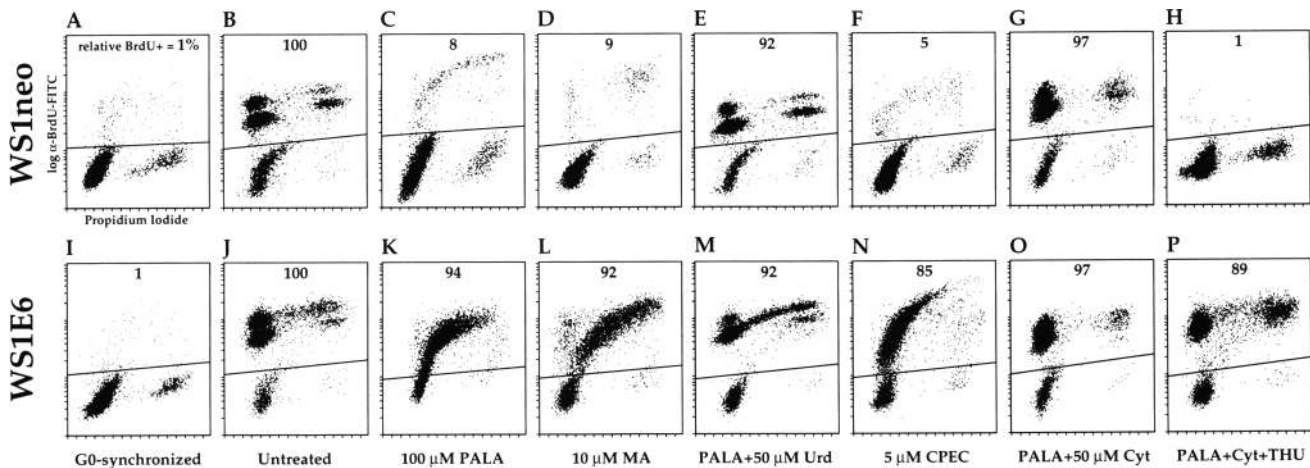 WS1neo
A B C D E F G H
relative BrdU+ = 1% 100 8 9 92 5 97 1
log α-BrdU-FITC
Propidium Iodide
WS1E6
I J K L M N O P
1 100 94 92 92 85 97 89
G0-synchronized Untreated 100 μM PALA 10 μM MA PALA+50 μM Urd 5 μM CPEC PALA+50 μM Cyt PALA+Cyt+THU